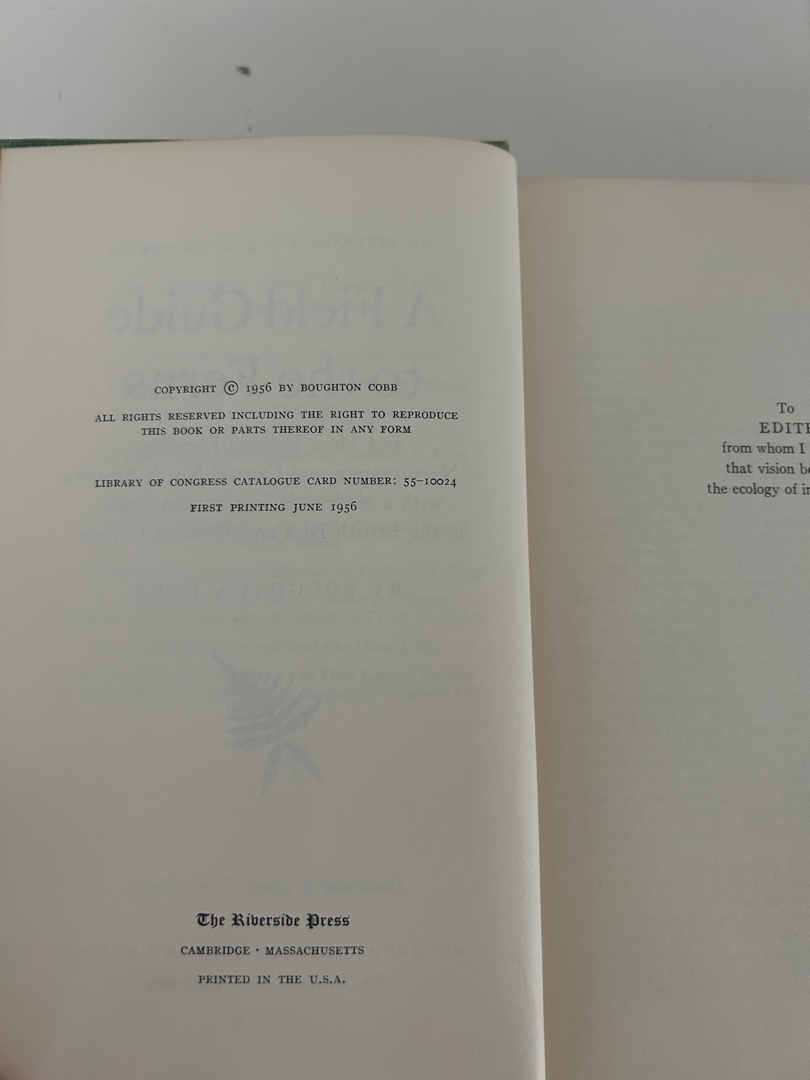 COPYRIGHT © 1956 BY BOUGHTON COBB
ALL RIGHTS RESERVED INCLUDING THE RIGHT TO REPRODUCE
THIS BOOK OR PARTS THEREOF IN ANY FORM
LIBRARY OF CONGRESS CATALOGUE CARD NUMBER: 55-10024
FIRST PRINTING JUNE 1956
The Riverside Press
CAMBRIDGE · MASSACHUSETTS
PRINTED IN THE U.S.A.
To
EDITH
from whom I
that vision
the ecology of